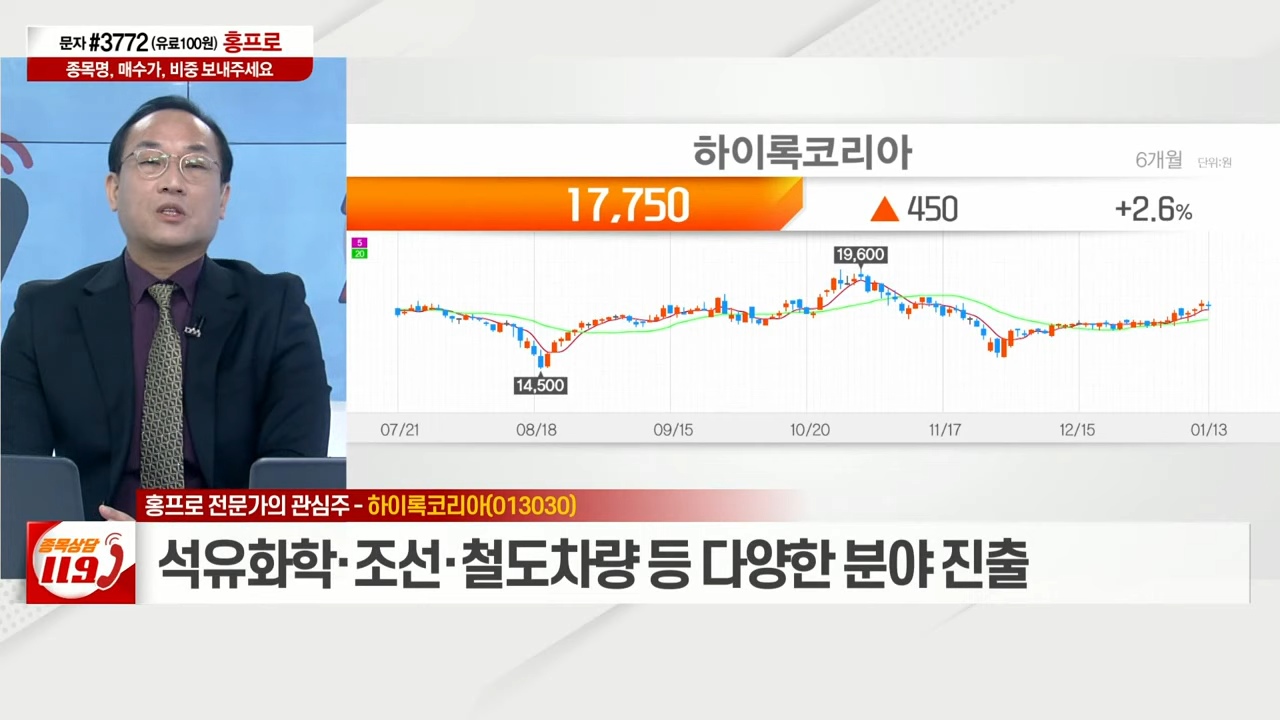 문자 #3772 (유료100원) 홍프로
종목명, 매수가, 비중 보내주세요
하이록코리아
6개월 단위:원
17,750 ▲ 450 +2.6%
5
20
19,600
14,500
07/21 08/18 09/15 10/20 11/17 12/15 01/13
홍프로 전문가의 관심주 - 하이록코리아(013030)
종목상담
119
석유화학·조선·철도차량 등 다양한 분야 진출